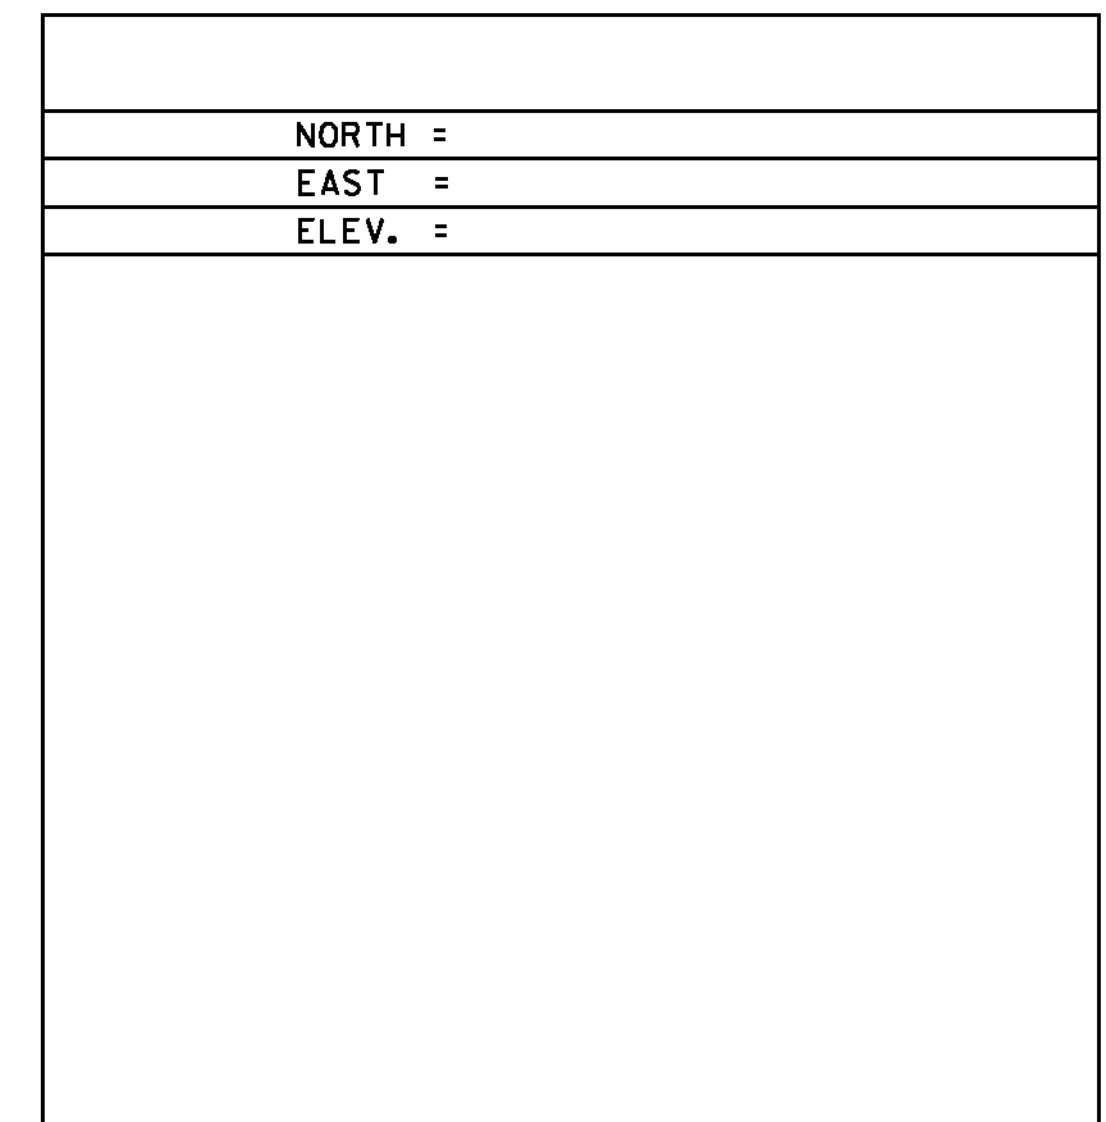 NORTH =
EAST =
ELEV. =